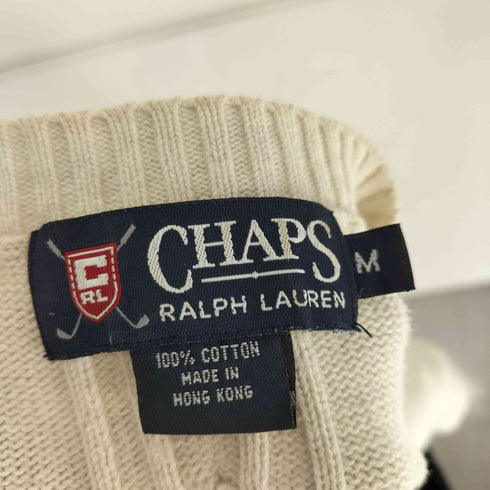 C
RL
CHAPS
RALPH LAUREN
M
100% COTTON
MADE IN
HONG KONG